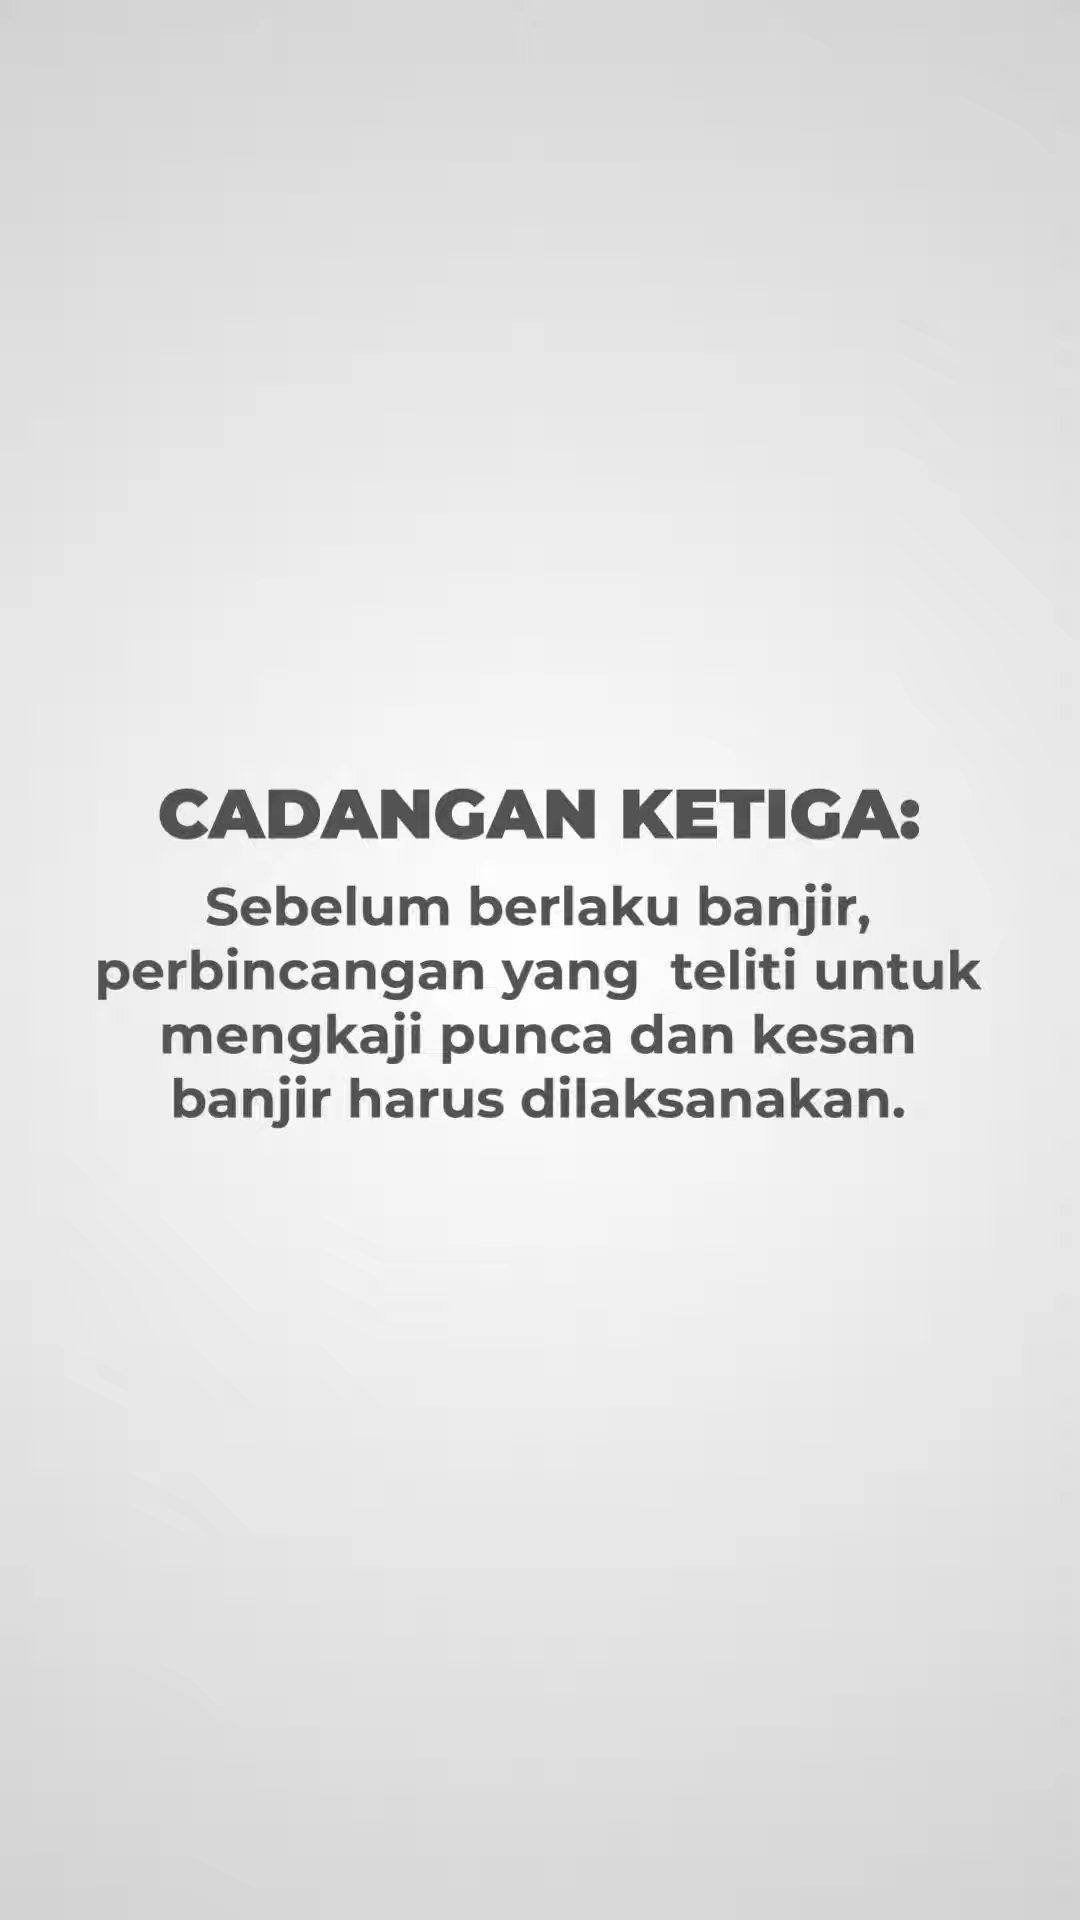 CADANGAN KETIGA:
Sebelum berlaku banjir,
perbincangan yang  teliti untuk
mengkaji punca dan kesan
banjir harus dilaksanakan.